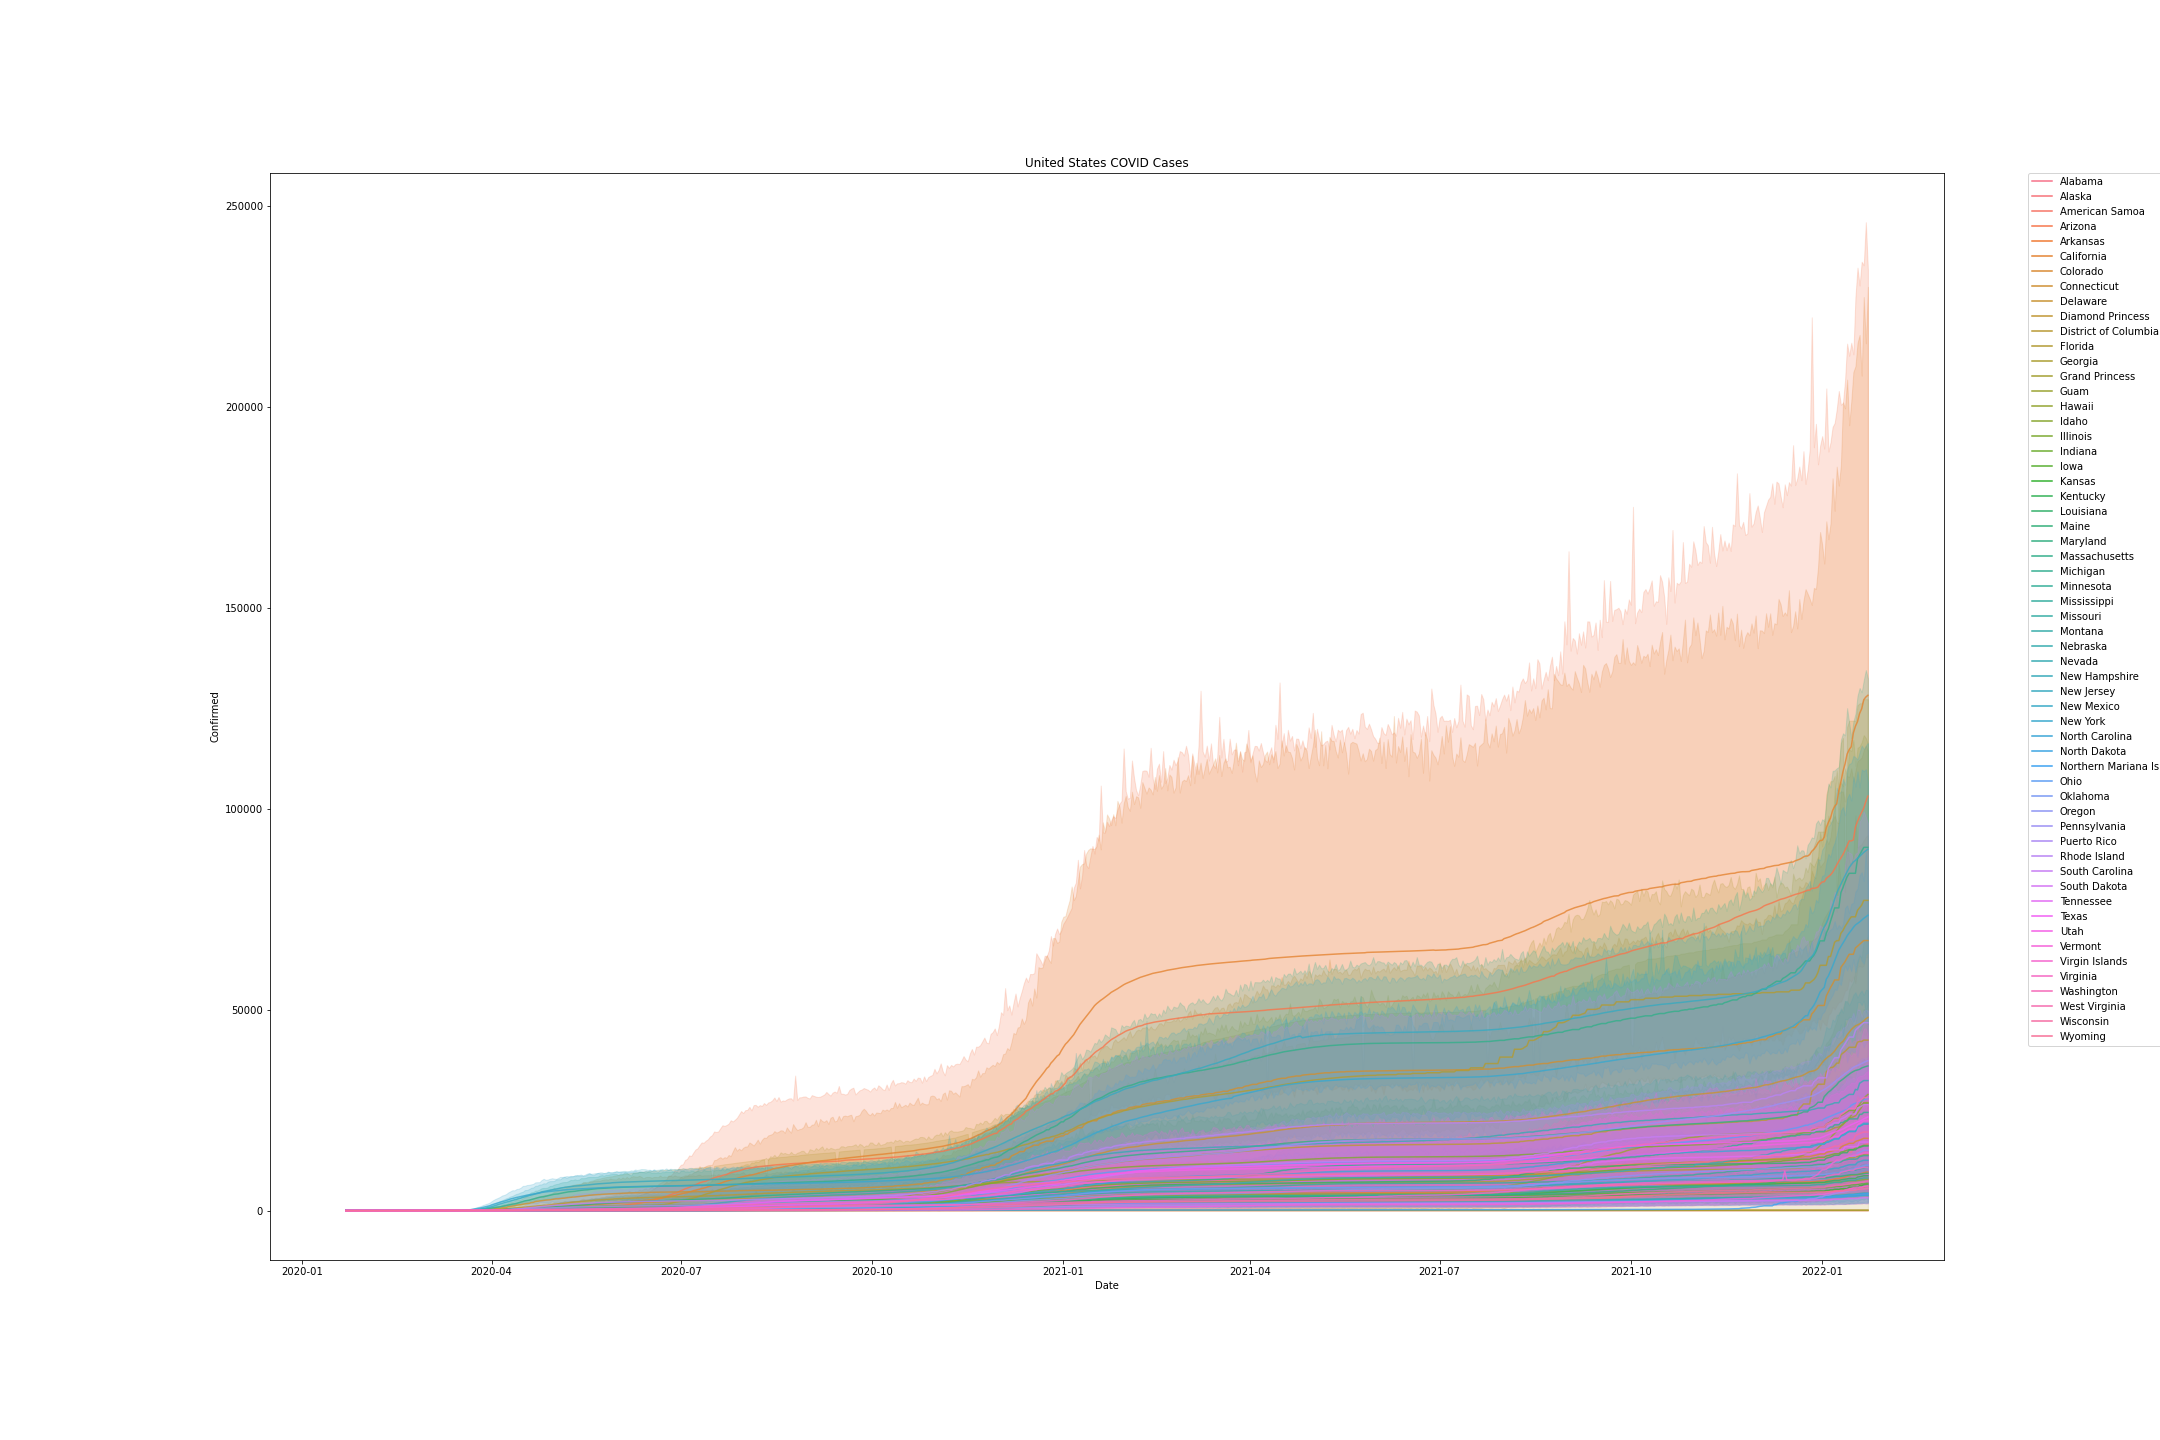 United States COVID Cases
250000
200000
150000
100000
50000
0
Confirmed
2020-01
2020-04
2020-07
2020-10
2021-01
2021-04
2021-07
2021-10
2022-01
Date
Alabama
Alaska
American Samoa
Arizona
Arkansas
California
Colorado
Connecticut
Delaware
Diamond Princess
District of Columbia
Florida
Georgia
Grand Princess
Guam
Hawaii
Idaho
Illinois
Indiana
Iowa
Kansas
Kentucky
Louisiana
Maine
Maryland
Massachusetts
Michigan
Minnesota
Mississippi
Missouri
Montana
Nebraska
Nevada
New Hampshire
New Jersey
New Mexico
New York
North Carolina
North Dakota
Northern Mariana Is
Ohio
Oklahoma
Oregon
Pennsylvania
Puerto Rico
Rhode Island
South Carolina
South Dakota
Tennessee
Texas
Utah
Vermont
Virgin Islands
Virginia
Washington
West Virginia
Wisconsin
Wyoming